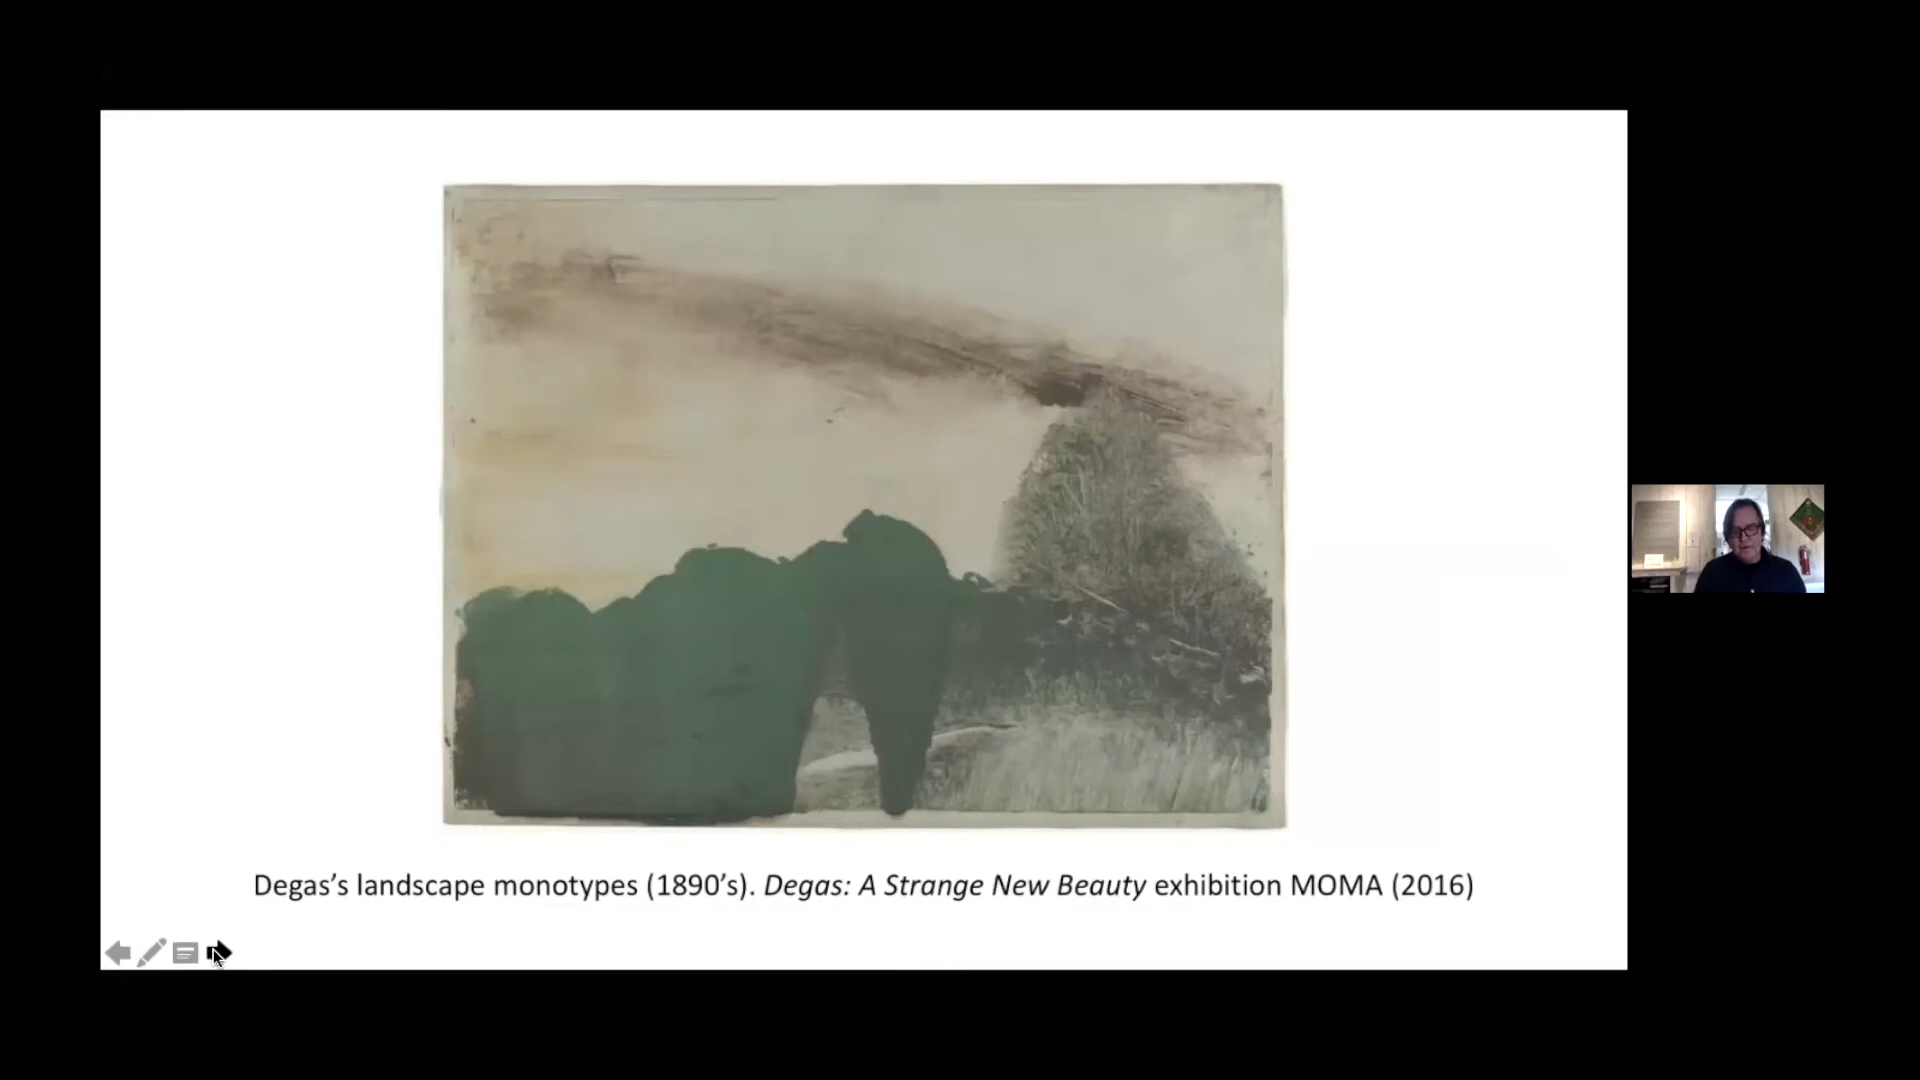 Degas’s landscape monotypes (1890’s). Degas: A Strange New Beauty exhibition MOMA (2016)